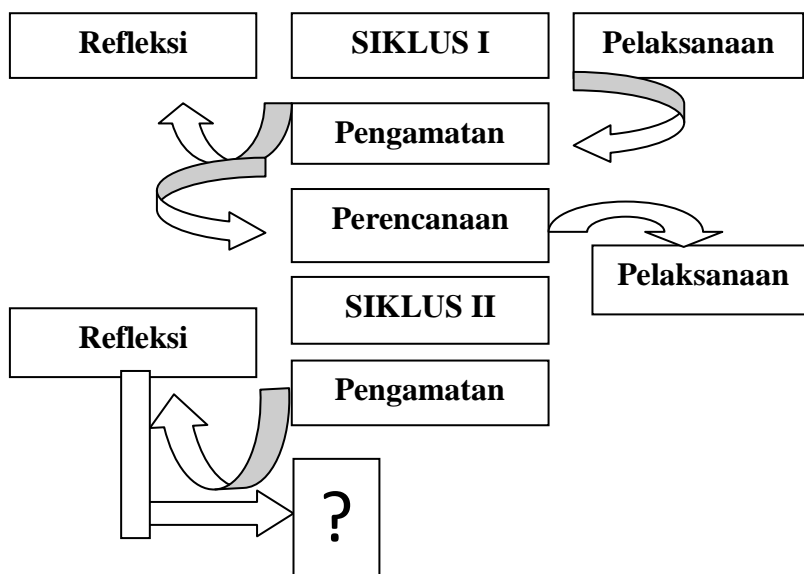 Refleksi
SIKLUS I
Pelaksanaan
Pengamatan
Perencanaan
Pelaksanaan
SIKLUS II
Refleksi
Pengamatan
?